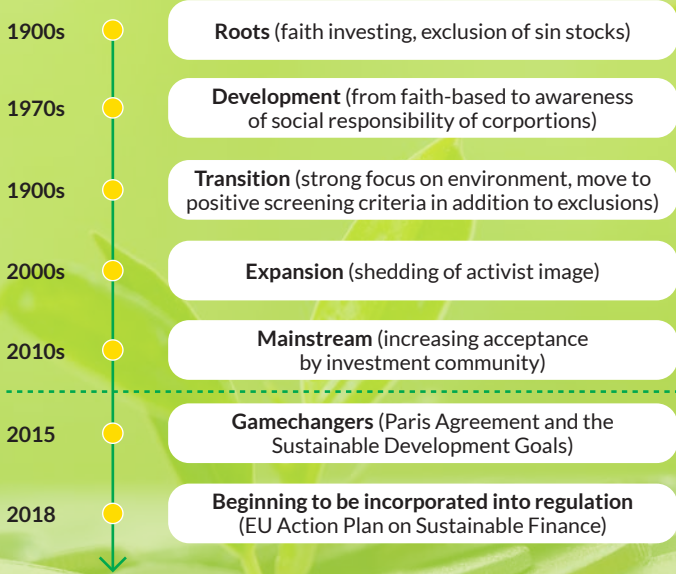 1900s
Roots (faith investing, exclusion of sin stocks)
1970s
Development (from faith-based to awareness
of social responsibility of corportions)
1900s
Transition (strong focus on environment, move to
positive screening criteria in addition to exclusions)
2000s
Expansion (shedding of activist image)
2010s
Mainstream (increasing acceptance
by investment community)
2015
Gamechangers (Paris Agreement and the
Sustainable Development Goals)
2018
Beginning to be incorporated into regulation
(EU Action Plan on Sustainable Finance)